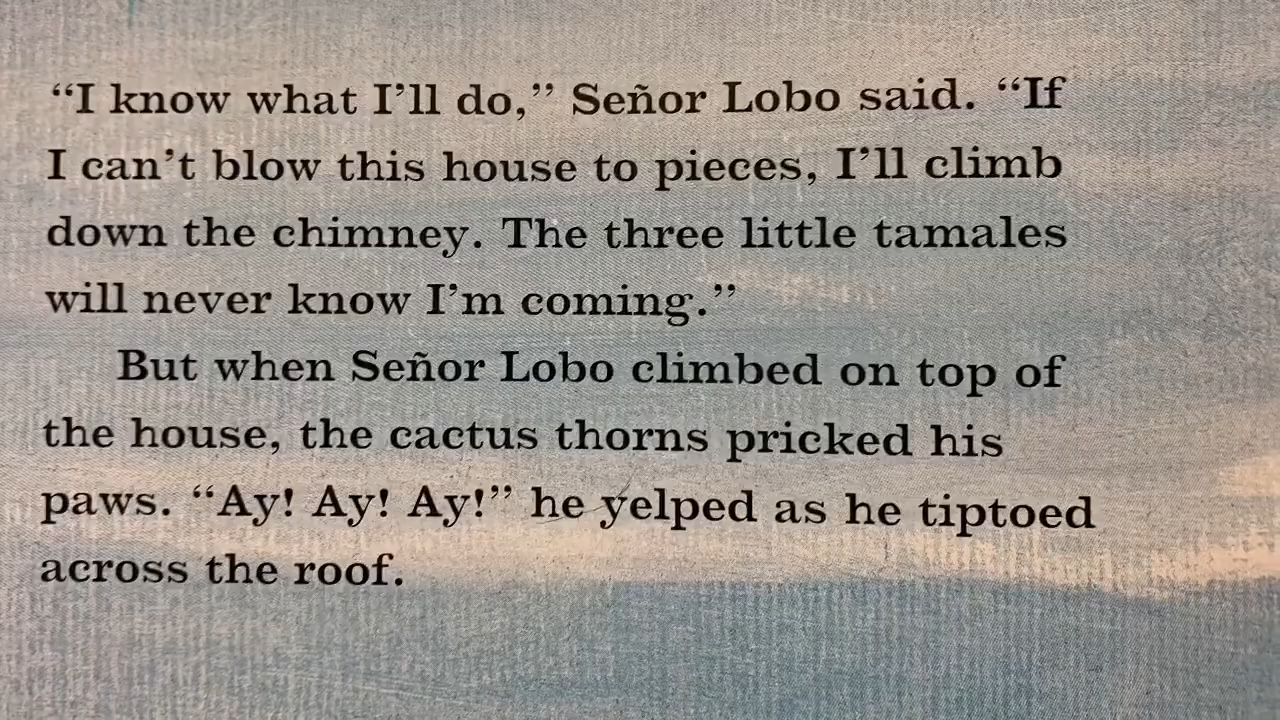 “I know what I’ll do,” Señor Lobo said. “If
I can’t blow this house to pieces, I’ll climb
down the chimney. The three little tamales
will never know I’m coming.”
But when Señor Lobo climbed on top of
the house, the cactus thorns pricked his
paws. “Ay! Ay! Ay!” he yelped as he tiptoed
across the roof.